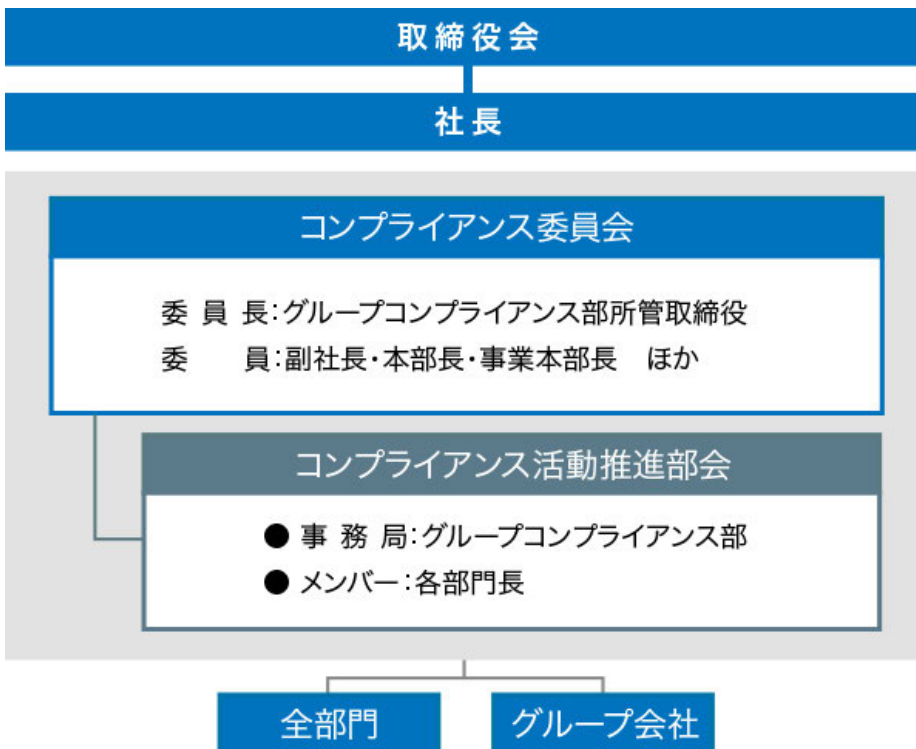 取締役会
社長
コンプライアンス委員会
委員長:グループコンプライアンス部所管取締役
委　員:副社長・本部長・事業本部長　ほか
コンプライアンス活動推進部会
● 事務局:グループコンプライアンス部
● メンバー:各部門長
全部門
グループ会社